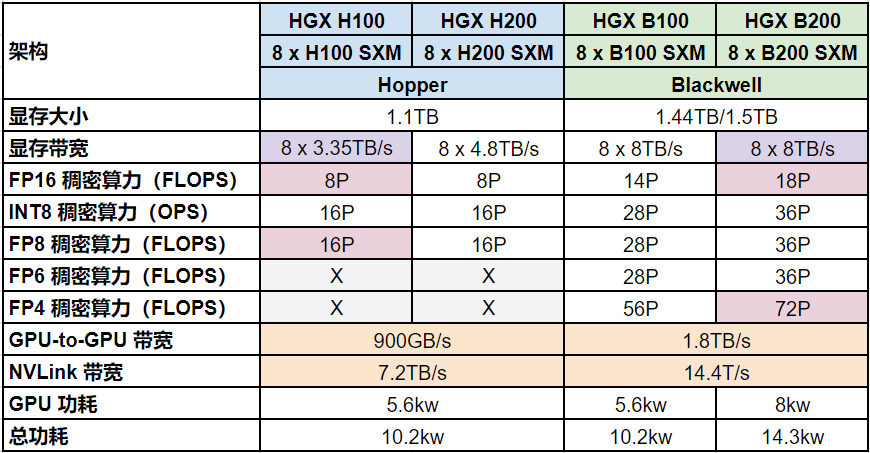 架构 HGX H100 HGX H200 HGX B100 HGX B200
8 x H100 SXM 8 x H200 SXM 8 x B100 SXM 8 x B200 SXM
Hopper Blackwell
显存大小 1.1TB 1.44TB/1.5TB
显存带宽 8 x 3.35TB/s 8 x 4.8TB/s 8 x 8TB/s 8 x 8TB/s
FP16 稠密算力（FLOPS） 8P 8P 14P 18P
INT8 稠密算力（OPS） 16P 16P 28P 36P
FP8 稠密算力（FLOPS） 16P 16P 28P 36P
FP6 稠密算力（FLOPS） X X 28P 36P
FP4 稠密算力（FLOPS） X X 56P 72P
GPU-to-GPU 带宽 900GB/s 1.8TB/s
NVLink 带宽 7.2TB/s 14.4T/s
GPU 功耗 5.6kw 5.6kw 8kw
总功耗 10.2kw 10.2kw 14.3kw